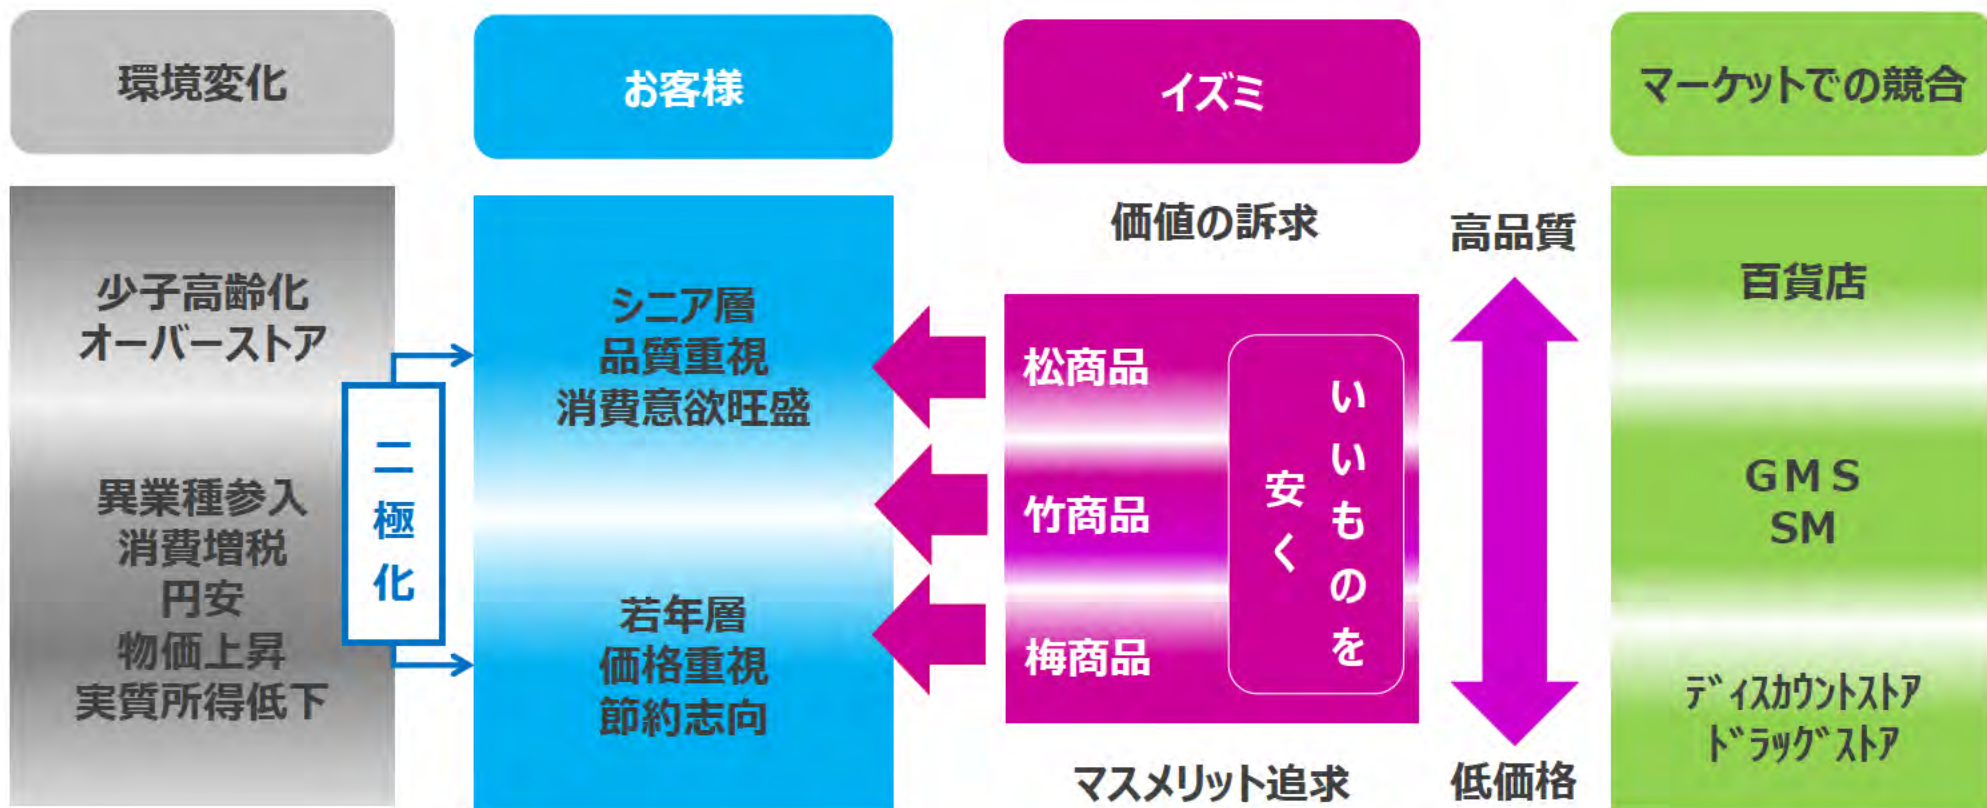 環境変化
少子高齢化
オーバーストア
異業種参入
消費増税
円安
物価上昇
実質所得低下
二極化
お客様
シニア層
品質重視
消費意欲旺盛
若年層
価格重視
節約志向
イズミ
価値の訴求
松商品
竹商品
梅商品
いいものを
安く
マスメリット追求
高品質
低価格
マーケットでの競合
百貨店
ＧＭＳ
SM
ﾃﾞｨｽｶｳﾝﾄｽﾄｱ
ﾄﾞﾗｯｸﾞｽﾄｱ